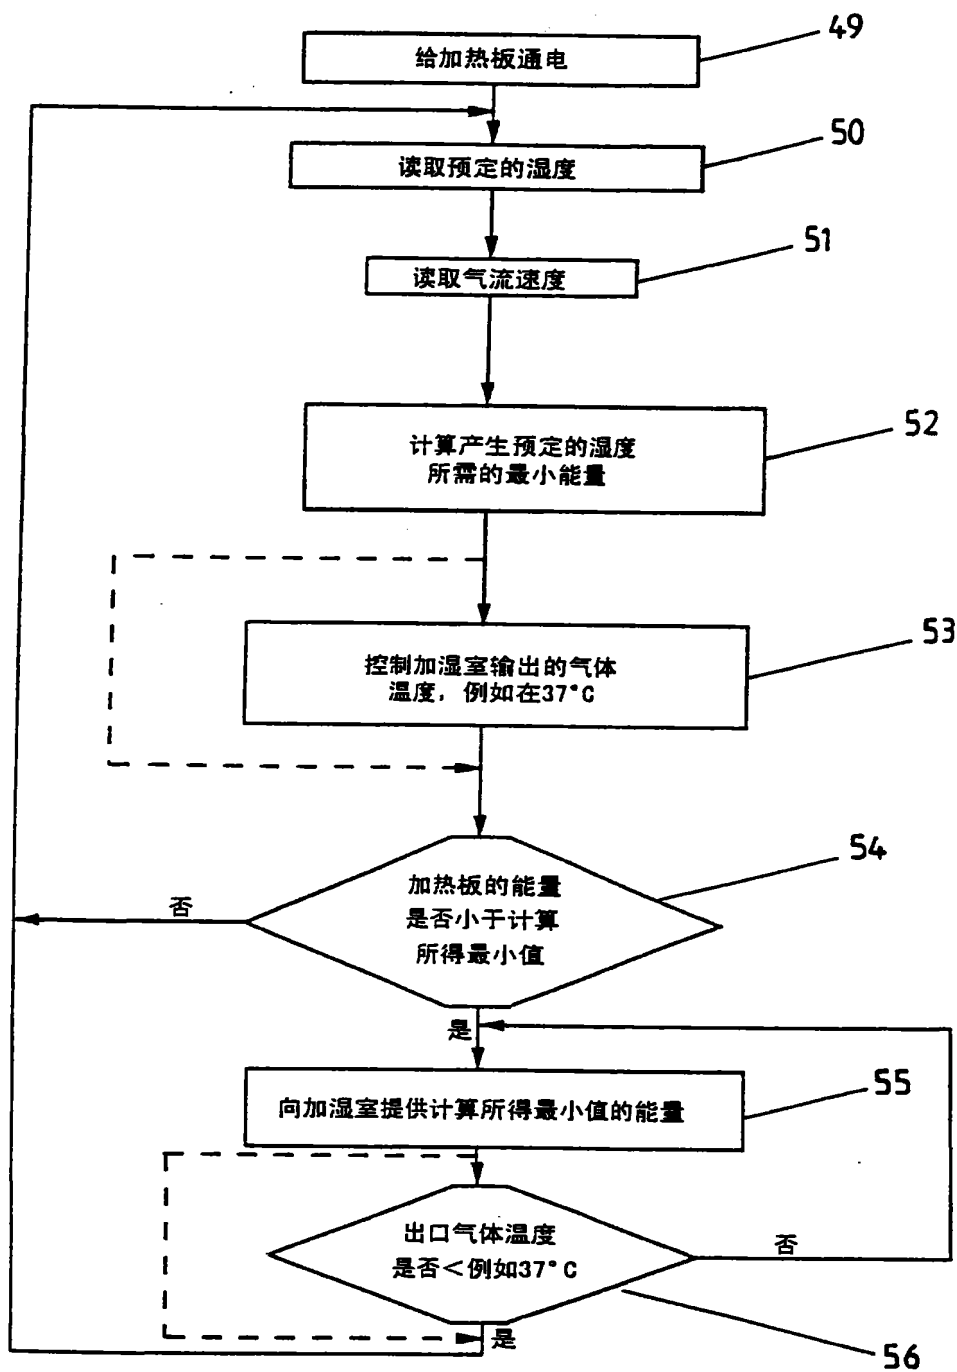 49
给加热板通电
50
读取预定的湿度
51
读取气流速度
52
计算产生预定的湿度
所需的最小能量
53
控制加湿室输出的气体
温度，例如在37°C
54
加热板的能量
是否小于计算
所得最小值
否
是
55
向加湿室提供计算所得最小值的能量
出口气体温度
是否<例如37°C
否
是
56